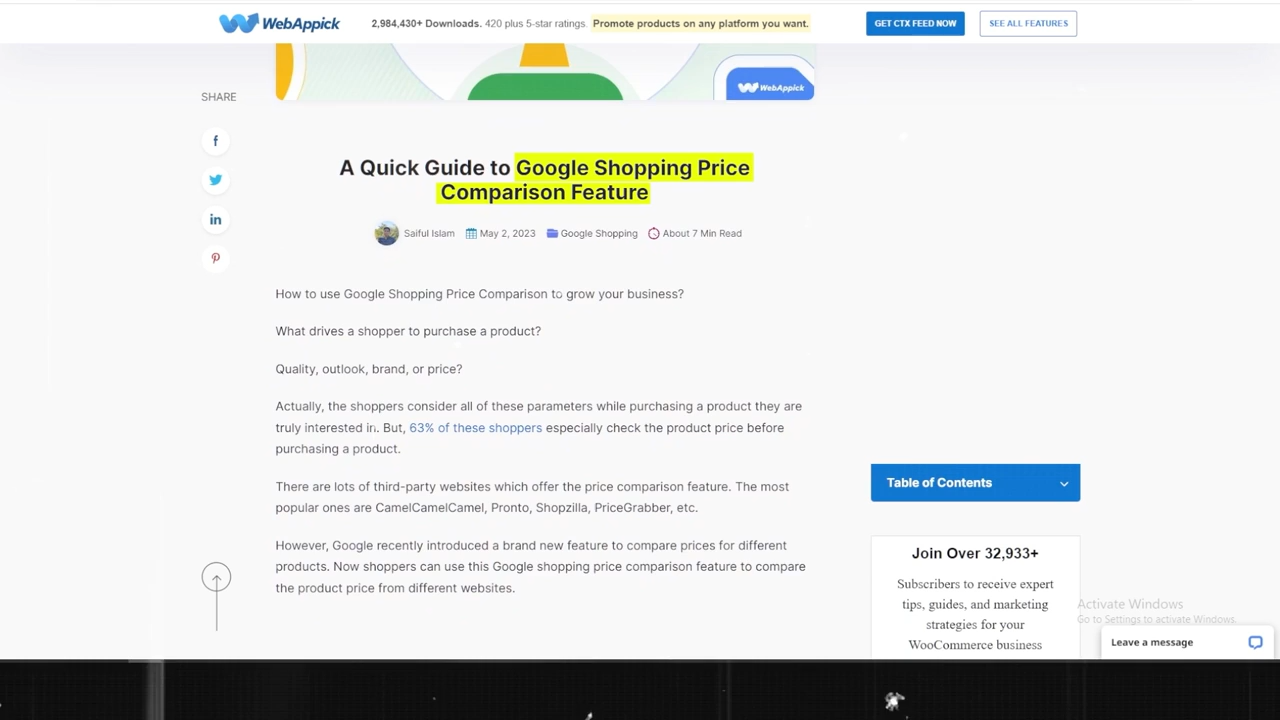 WebAppick
2,984,430+ Downloads. 420 plus 5-star ratings. Promote products on any platform you want.
GET CTX FEED NOW
SEE ALL FEATURES
WebAppick
SHARE
A Quick Guide to Google Shopping Price
Comparison Feature
Saiful Islam May 2, 2023 Google Shopping About 7 Min Read
How to use Google Shopping Price Comparison to grow your business?
What drives a shopper to purchase a product?
Quality, outlook, brand, or price?
Actually, the shoppers consider all of these parameters while purchasing a product they are
truly interested in. But, 63% of these shoppers especially check the product price before
purchasing a product.
There are lots of third-party websites which offer the price comparison feature. The most
popular ones are CamelCamelCamel, Pronto, Shopzilla, PriceGrabber, etc.
However, Google recently introduced a brand new feature to compare prices for different
products. Now shoppers can use this Google shopping price comparison feature to compare
the product price from different websites.
Table of Contents
Join Over 32,933+
Subscribers to receive expert
tips, guides, and marketing
strategies for your
WooCommerce business
Activate Windows
Go to Settings to activate Windows.
Leave a message